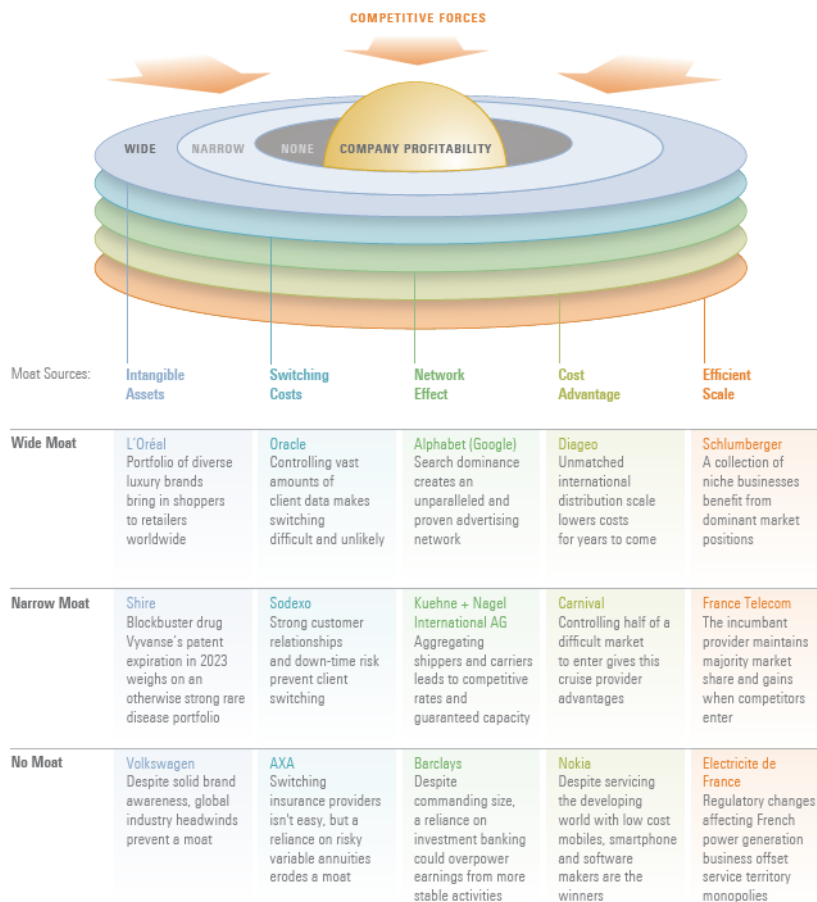 COMPETITIVE FORCES
WIDE
NARROW
NONE
COMPANY PROFITABILITY
Moat Sources:
Intangible
Assets
Switching
Costs
Network
Effect
Cost
Advantage
Efficient
Scale
Wide Moat
L'Oréal
Portfolio of diverse
luxury brands
bring in shoppers
to retailers
worldwide
Oracle
Controlling vast
amounts of
client data makes
switching
difficult and unlikely
Alphabet (Google)
Search dominance
creates an
unparalleled and
proven advertising
network
Diageo
Unmatched
international
distribution scale
lowers costs
for years to come
Schlumberger
A collection of
niche businesses
benefit from
dominant market
positions
Narrow Moat
Shire
Blockbuster drug
Vyvanse's patent
expiration in 2023
weighs on an
otherwise strong rare
disease portfolio
Sodexo
Strong customer
relationships
and down-time risk
prevent client
switching
Kuehne + Nagel
International AG
Aggregating
shippers and carriers
leads to competitive
rates and
guaranteed capacity
Carnival
Controlling half of a
difficult market
to enter gives this
cruise provider
advantages
France Telecom
The incumbant
provider maintains
majority market
share and gains
when competitors
enter
No Moat
Volkswagen
Despite solid brand
awareness, global
industry headwinds
prevent a moat
AXA
Switching
insurance providers
isn't easy, but a
reliance on risky
variable annuities
erodes a moat
Barclays
Despite
commanding size,
a reliance on
investment banking
could overpower
earnings from more
stable activities
Nokia
Despite servicing
the developing
world with low cost
mobiles, smartphone
and software
makers are the
winners
Electricite de
France
Regulatory changes
affecting French
power generation
business offset
service territory
monopolies